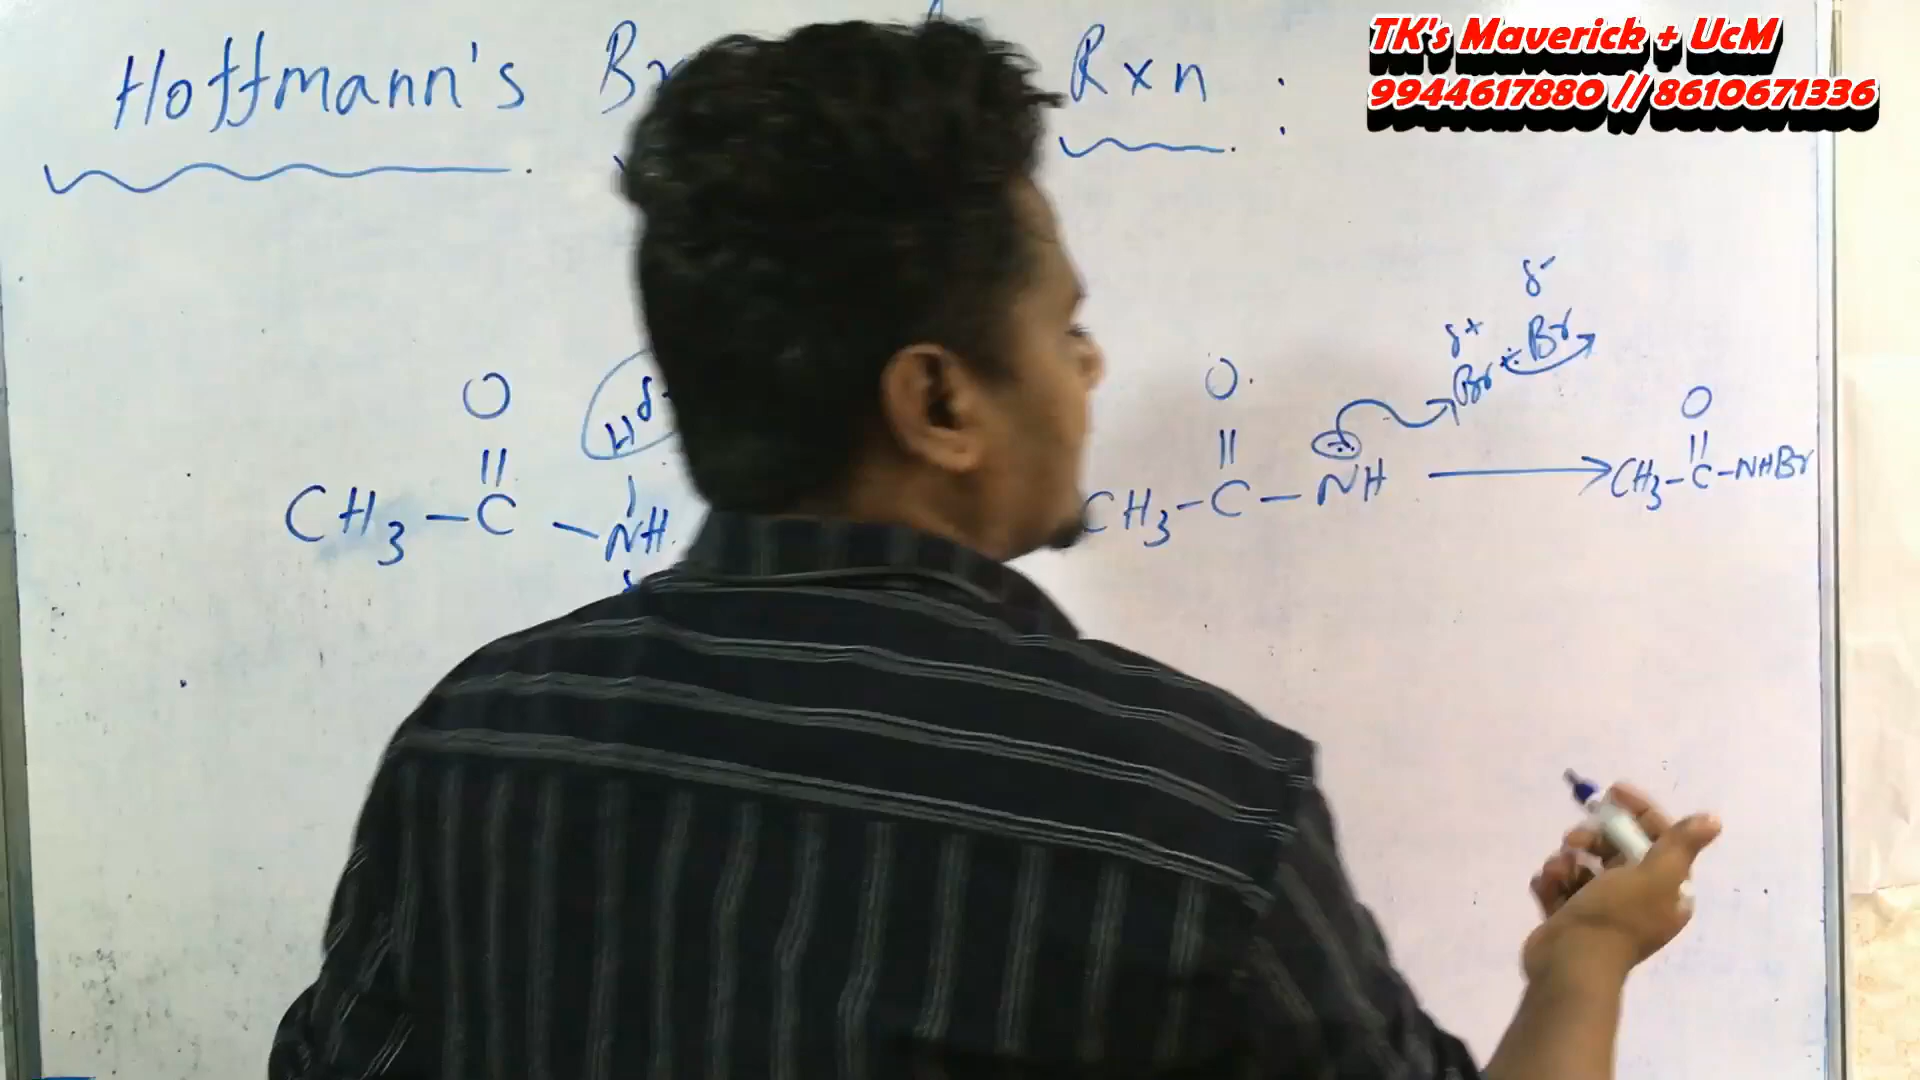 TK's Maverick + UcM
9944617880 // 8610671336
Hoffmann's Rxn :
δ-
δ+ Br
Br
O H O O
|| || ||
CH3 - C - NH CH3 - C - NH → CH3 - C - NHBr